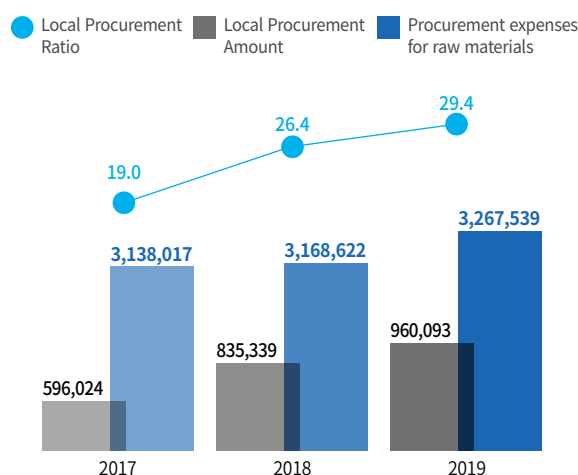 Local Procurement
Ratio
Local Procurement
Amount
Procurement expenses
for raw materials
29.4
26.4
19.0
3,267,539
3,138,017
3,168,622
960,093
835,339
596,024
2017
2018
2019